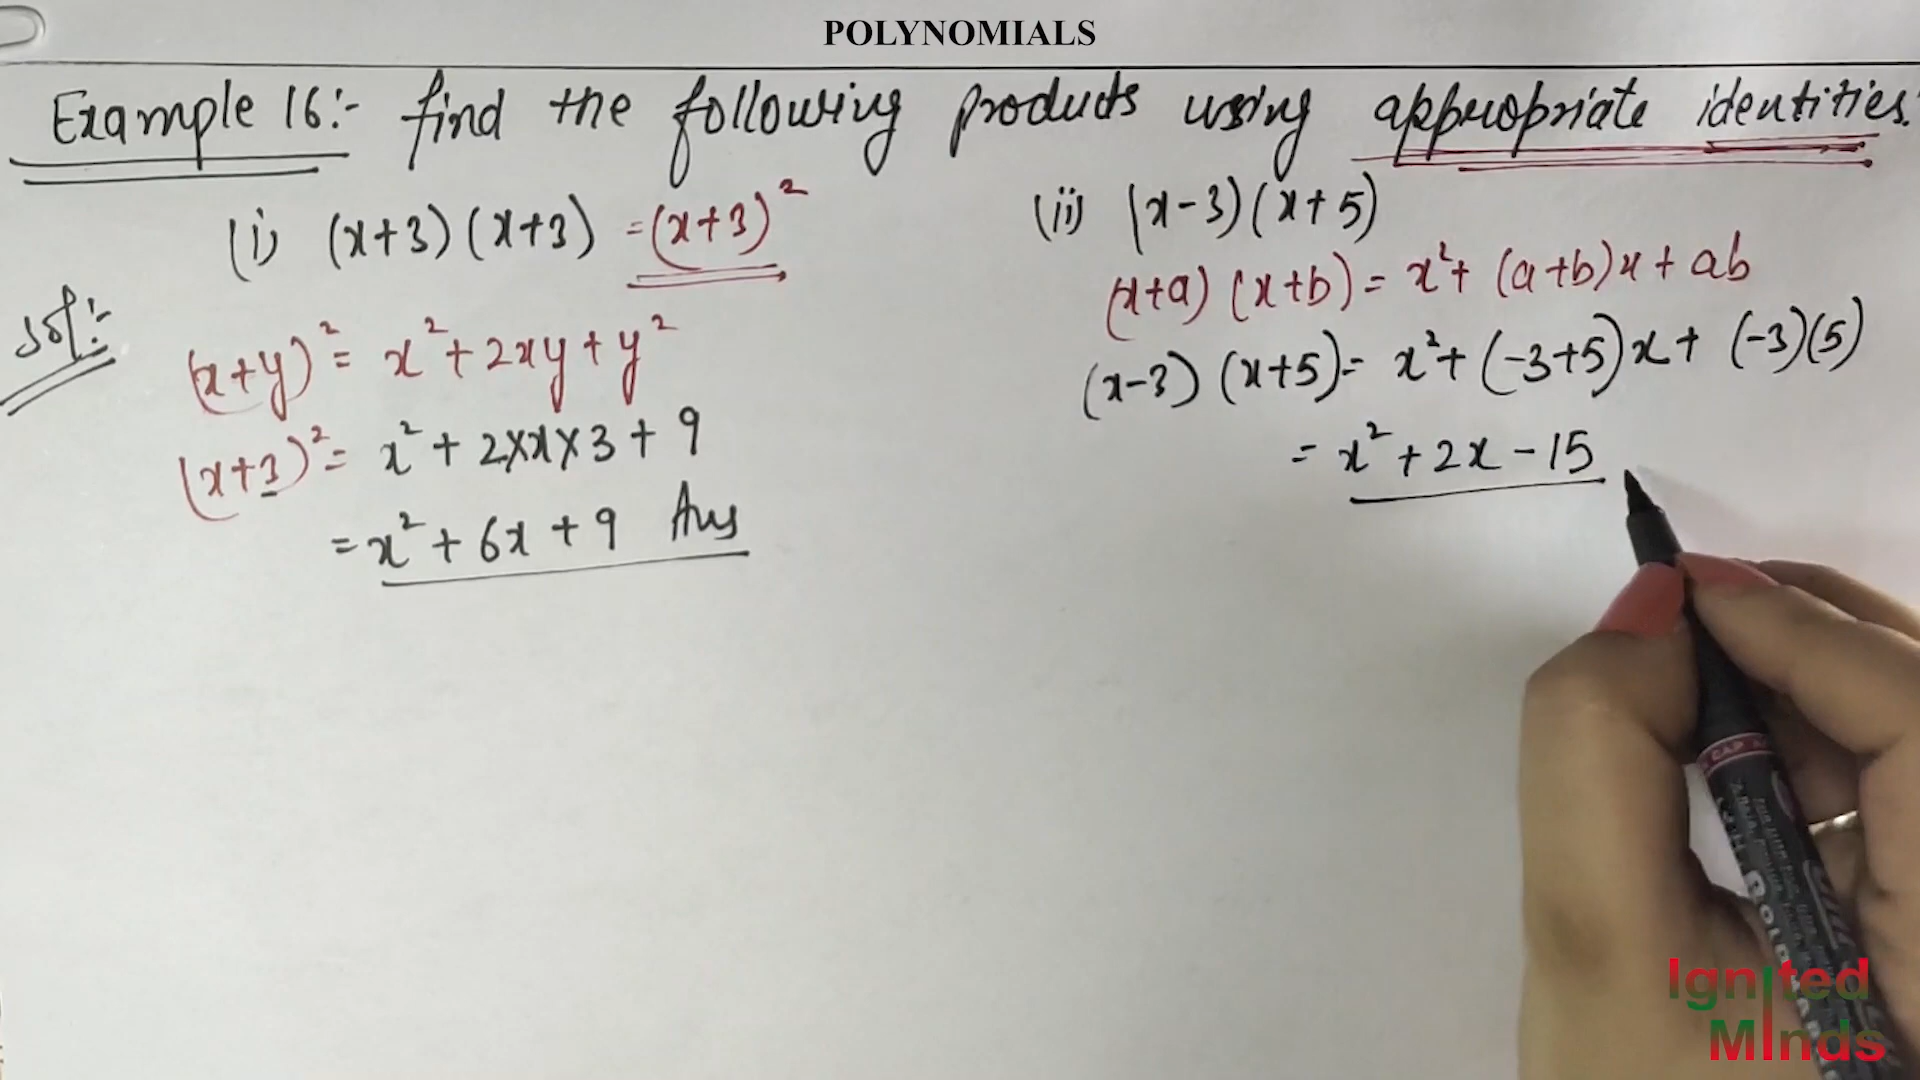 POLYNOMIALS
Example 16:- find the following products using appropriate identities.
(i) (x+3)(x+3) = (x+3)²
Sol:-
(x+y)² = x² + 2xy + y²
(x+3)² = x² + 2×x×3 + 9
= x² + 6x + 9 Ans
(ii) (x-3)(x+5)
(x+a) (x+b) = x² + (a+b)x + ab
(x-3) (x+5) = x² + (-3+5)x + (-3)(5)
= x² + 2x - 15
CAP
Ignited
Minds